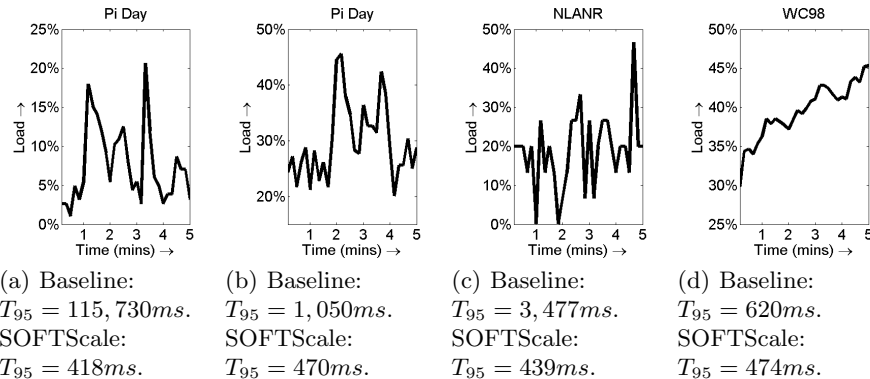 Pi Day
25%
20%
15%
10%
5%
0%
Load →
1 2 3 4 5
Time (mins) →
(a) Baseline:
T95 = 115, 730ms.
SOFTScale:
T95 = 418ms.
Pi Day
50%
40%
30%
20%
Load →
1 2 3 4 5
Time (mins) →
(b) Baseline:
T95 = 1, 050ms.
SOFTScale:
T95 = 470ms.
NLANR
50%
40%
30%
20%
10%
0%
Load →
1 2 3 4 5
Time (mins) →
(c) Baseline:
T95 = 3, 477ms.
SOFTScale:
T95 = 439ms.
WC98
50%
45%
40%
35%
30%
25%
Load →
1 2 3 4 5
Time (mins) →
(d) Baseline:
T95 = 620ms.
SOFTScale:
T95 = 474ms.